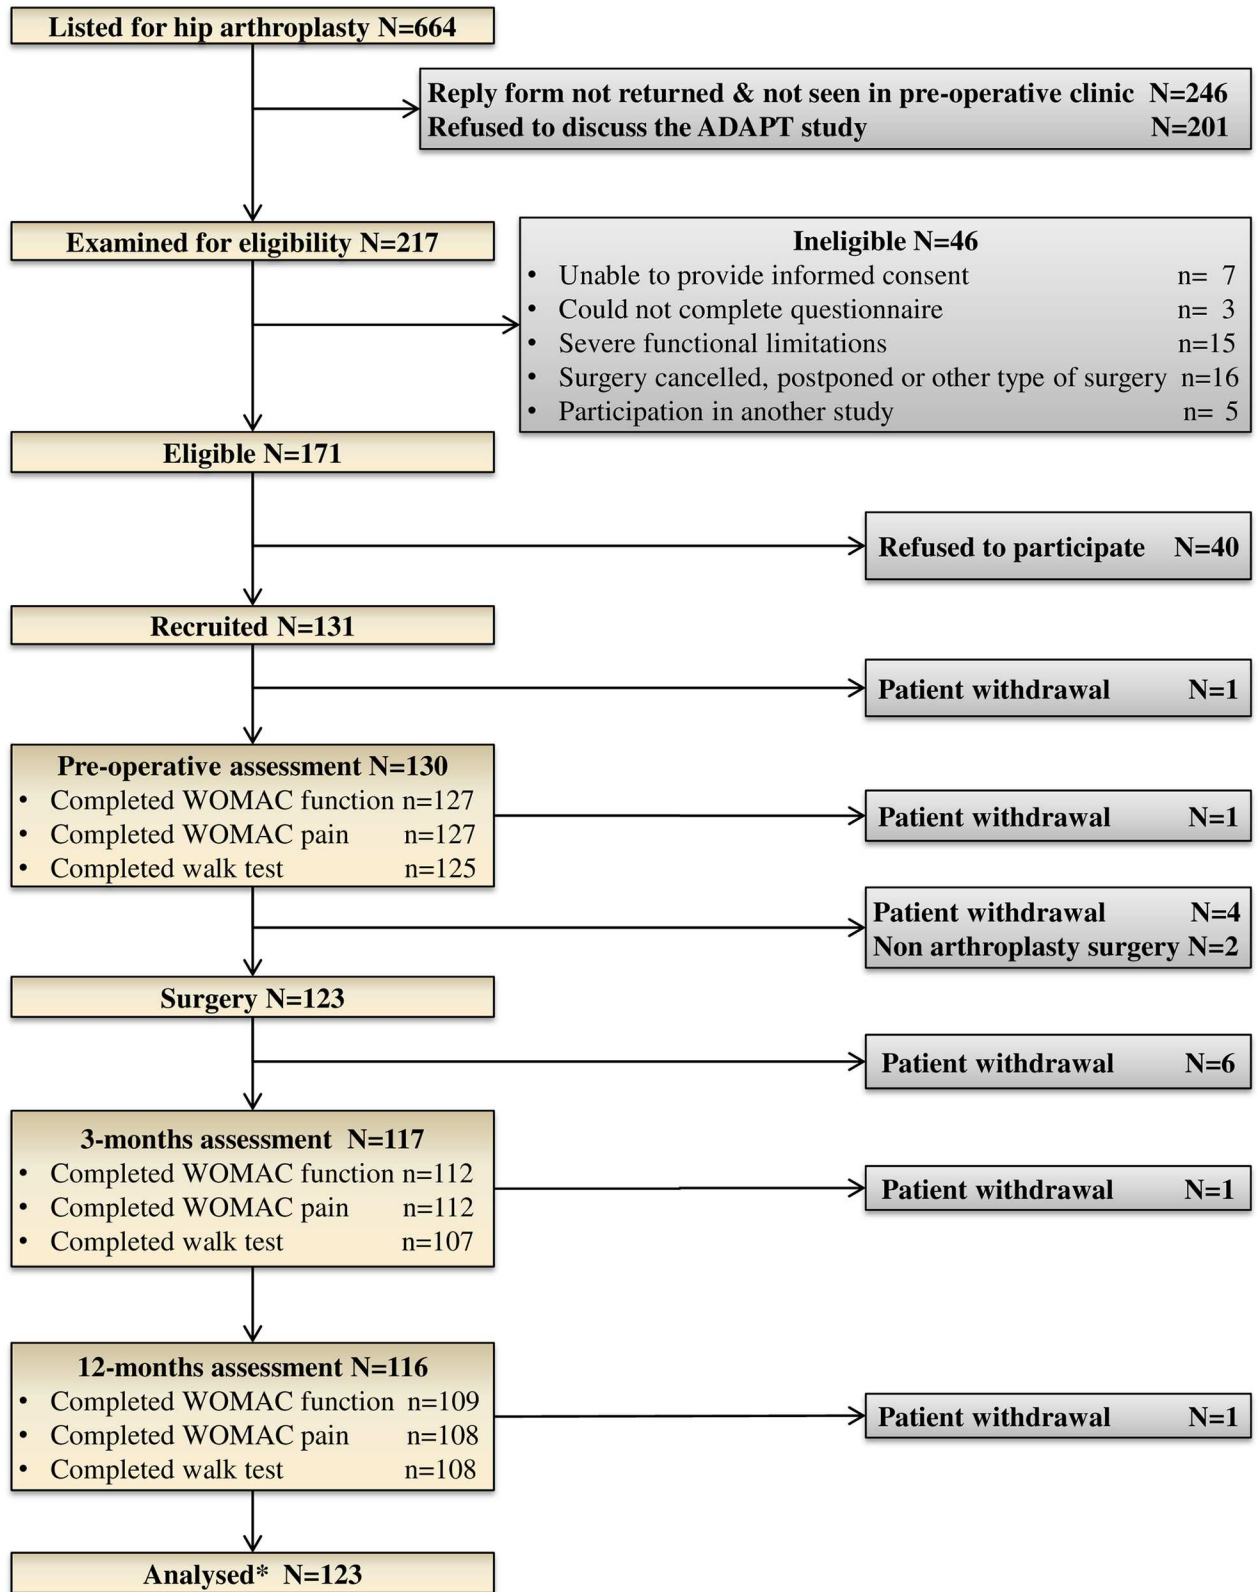 Listed for hip arthroplasty N=664
Reply form not returned & not seen in pre-operative clinic N=246
Refused to discuss the ADAPT study N=201
Examined for eligibility N=217
Ineligible N=46
• Unable to provide informed consent n= 7
• Could not complete questionnaire n= 3
• Severe functional limitations n=15
• Surgery cancelled, postponed or other type of surgery n=16
• Participation in another study n= 5
Eligible N=171
Refused to participate N=40
Recruited N=131
Patient withdrawal N=1
Pre-operative assessment N=130
• Completed WOMAC function n=127
• Completed WOMAC pain n=127
• Completed walk test n=125
Patient withdrawal N=1
Patient withdrawal N=4
Non arthroplasty surgery N=2
Surgery N=123
Patient withdrawal N=6
3-months assessment N=117
• Completed WOMAC function n=112
• Completed WOMAC pain n=112
• Completed walk test n=107
Patient withdrawal N=1
12-months assessment N=116
• Completed WOMAC function n=109
• Completed WOMAC pain n=108
• Completed walk test n=108
Patient withdrawal N=1
Analysed* N=123